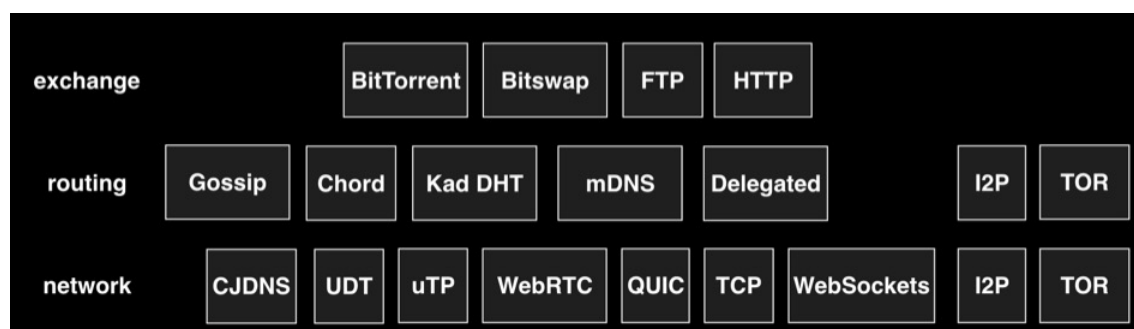 exchange BitTorrent Bitswap FTP HTTP
routing Gossip Chord Kad DHT mDNS Delegated I2P TOR
network CJDNS UDT uTP WebRTC QUIC TCP WebSockets I2P TOR